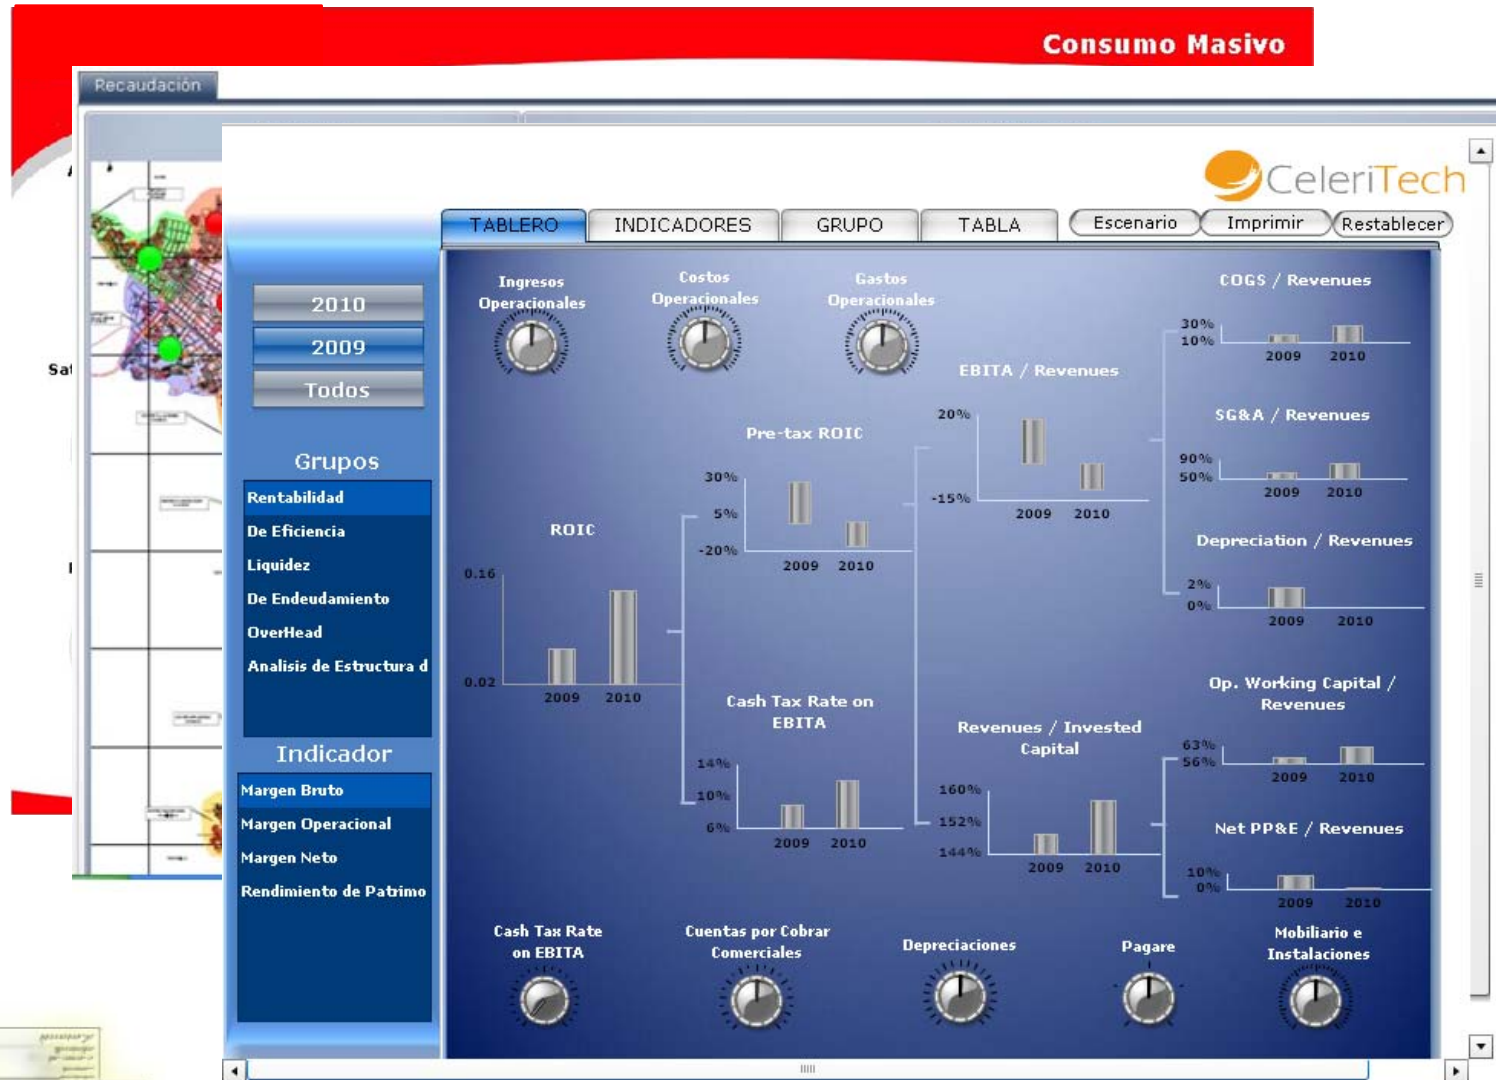 Consumo Masivo
Recaudación
CeleriTech
TABLERO
INDICADORES
GRUPO
TABLA
Escenario
Imprimir
Restablecer
2010
2009
Todos
Grupos
Rentabilidad
De Eficiencia
Liquidez
De Endeudamiento
OverHead
Analisis de Estructura d
Indicador
Margen Bruto
Margen Operacional
Margen Neto
Rendimiento de Patrimo
Sat
Ingresos
Operacionales
Costos
Operacionales
Gastos
Operacionales
ROIC
0.16
0.02
2009 2010
Pre-tax ROIC
30%
5%
-20%
2009 2010
Cash Tax Rate on
EBITA
14%
10%
6%
2009 2010
EBITA / Revenues
20%
-15%
2009 2010
Revenues / Invested
Capital
160%
152%
144%
2009 2010
COGS / Revenues
30%
10%
2009 2010
SG&A / Revenues
90%
50%
2009 2010
Depreciation / Revenues
2%
0%
2009 2010
Op. Working Capital /
Revenues
63%
56%
2009 2010
Net PP&E / Revenues
10%
0%
2009 2010
Cash Tax Rate
on EBITA
Cuentas por Cobrar
Comerciales
Depreciaciones
Pagare
Mobiliario e
Instalaciones